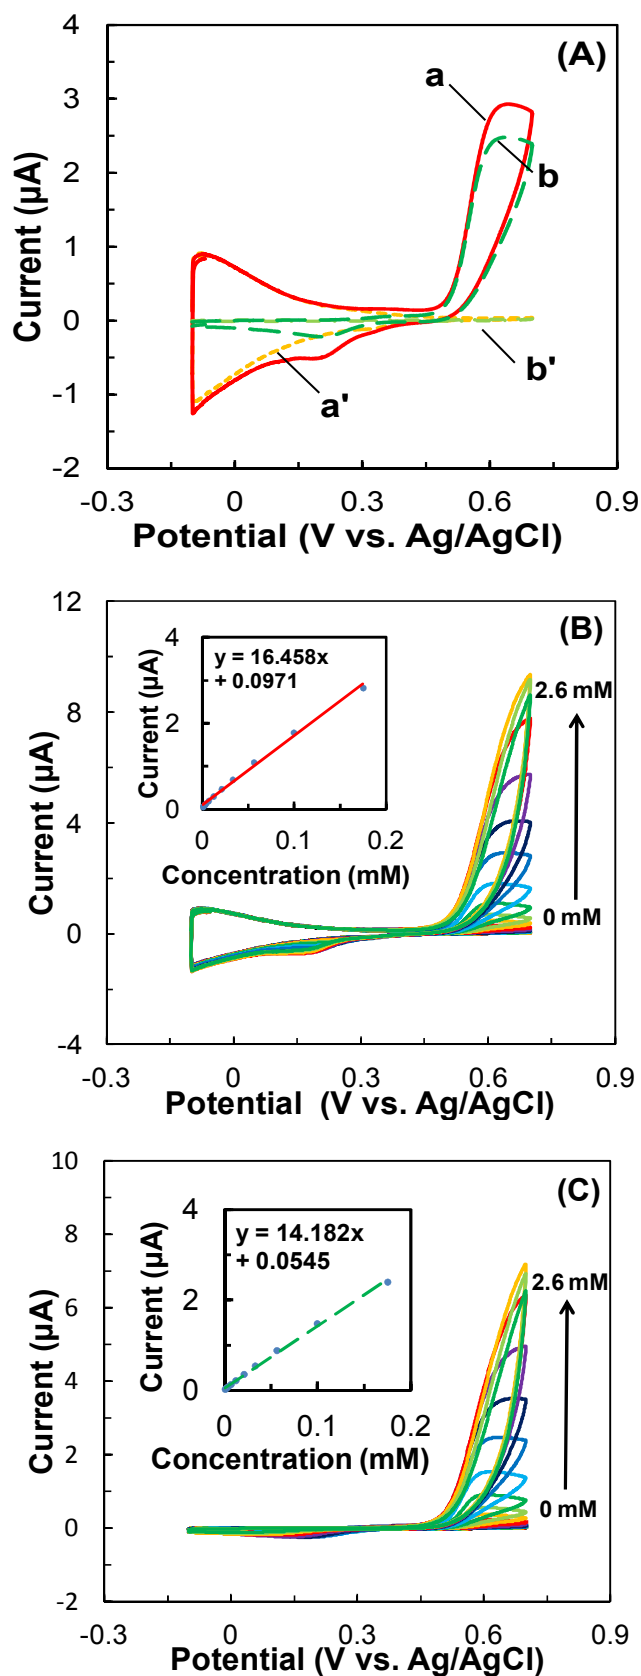 (A)
4
3
2
1
0
-1
-2
a
b
b'
a'
Current (µA)
-0.3 0 0.3 0.6 0.9
Potential (V vs. Ag/AgCl)
(B)
12
8
4
0
-4
Current (µA)
4
2
0
y = 16.458x
+ 0.0971
Current (µA)
0 0.1 0.2
Concentration (mM)
2.6 mM
0 mM
-0.3 0 0.3 0.6 0.9
Potential (V vs. Ag/AgCl)
(C)
10
8
6
4
2
0
-2
Current (µA)
4
2
0
y = 14.182x
+ 0.0545
Current (µA)
0 0.1 0.2
Concentration (mM)
2.6 mM
0 mM
-0.3 0 0.3 0.6 0.9
Potential (V vs. Ag/AgCl)